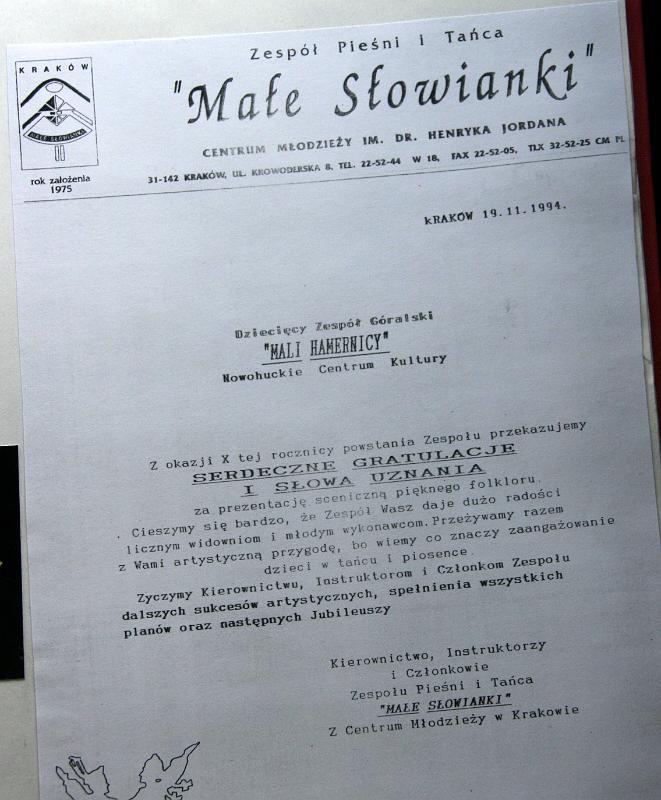 KRAKÓW
MAŁE SŁOWIANKI
rok założenia
1975
Zespół Pieśni i Tańca
"Małe Słowianki"
CENTRUM MŁODZIEŻY IM. DR. HENRYKA JORDANA
31-142 KRAKÓW, UL. KROWODERSKA 8, TEL. 22-52-44 W 18, FAX 22-52-05, TLX 32-52-25 CM PL
kRAKÓW 19.11.1994.
Dziecięcy Zespół Góralski
"MALI HAMERNICY"
Nowohuckie Centrum Kultury
Z okazji X tej rocznicy powstania Zespołu przekazujemy
SERDECZNE GRATULACJE
I SŁOWA UZNANIA
za prezentację sceniczną pięknego folkloru.
Cieszymy się bardzo, że Zespół Wasz daje dużo radości
licznym widowniom i młodym wykonawcom. Przeżywamy razem
z Wami artystyczną przygodę, bo wiemy co znaczy zaangażowanie
dzieci w tańcu i piosence.
Zyczymy Kierownictwu, Instruktorom i Członkom Zespołu
dalszych sukcesów artystycznych, spełnienia wszystkich
planów oraz następnych Jubileuszy
Kierownictwo, Instruktorzy
i Członkowie
Zespołu Pieśni i Tańca
"MAŁE SŁOWIANKI"
Z Centrum Młodzieży w Krakowie